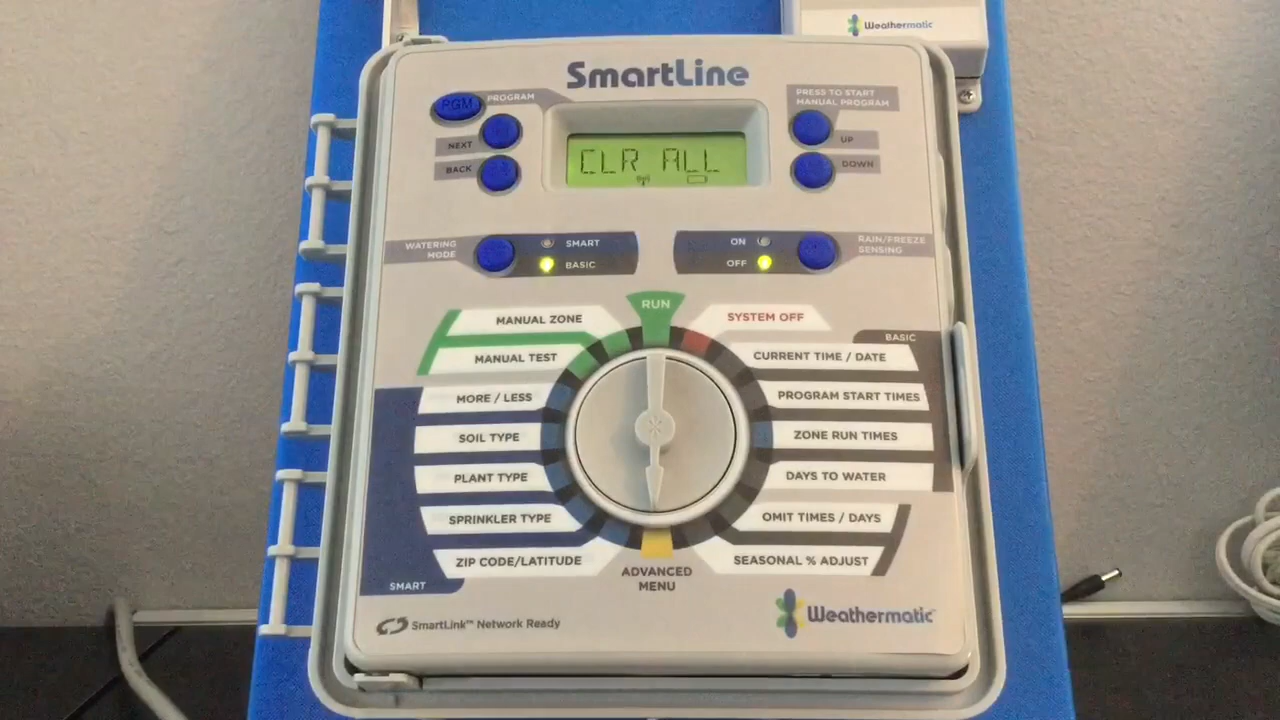 Weathermatic
SmartLine
PGM
PROGRAM
NEXT
BACK
CLR ALL
PRESS TO START
MANUAL PROGRAM
UP
DOWN
WATERING
MODE
SMART
BASIC
ON
OFF
RAIN/FREEZE
SENSING
RUN
MANUAL ZONE
MANUAL TEST
MORE / LESS
SOIL TYPE
PLANT TYPE
SPRINKLER TYPE
ZIP CODE/LATITUDE
SMART
SYSTEM OFF
BASIC
CURRENT TIME / DATE
PROGRAM START TIMES
ZONE RUN TIMES
DAYS TO WATER
OMIT TIMES / DAYS
SEASONAL % ADJUST
ADVANCED
MENU
SmartLink™ Network Ready
Weathermatic™